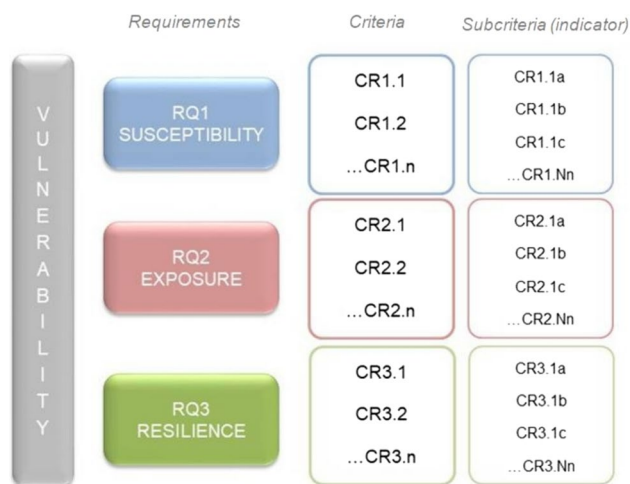 Requirements
Criteria
Subcriteria (indicator)
VULNERABILITY
RQ1
SUSCEPTIBILITY
CR1.1
CR1.2
...CR1.n
CR1.1a
CR1.1b
CR1.1c
...CR1.Nn
RQ2
EXPOSURE
CR2.1
CR2.2
...CR2.n
CR2.1a
CR2.1b
CR2.1c
...CR2.Nn
RQ3
RESILIENCE
CR3.1
CR3.2
...CR3.n
CR3.1a
CR3.1b
CR3.1c
...CR3.Nn